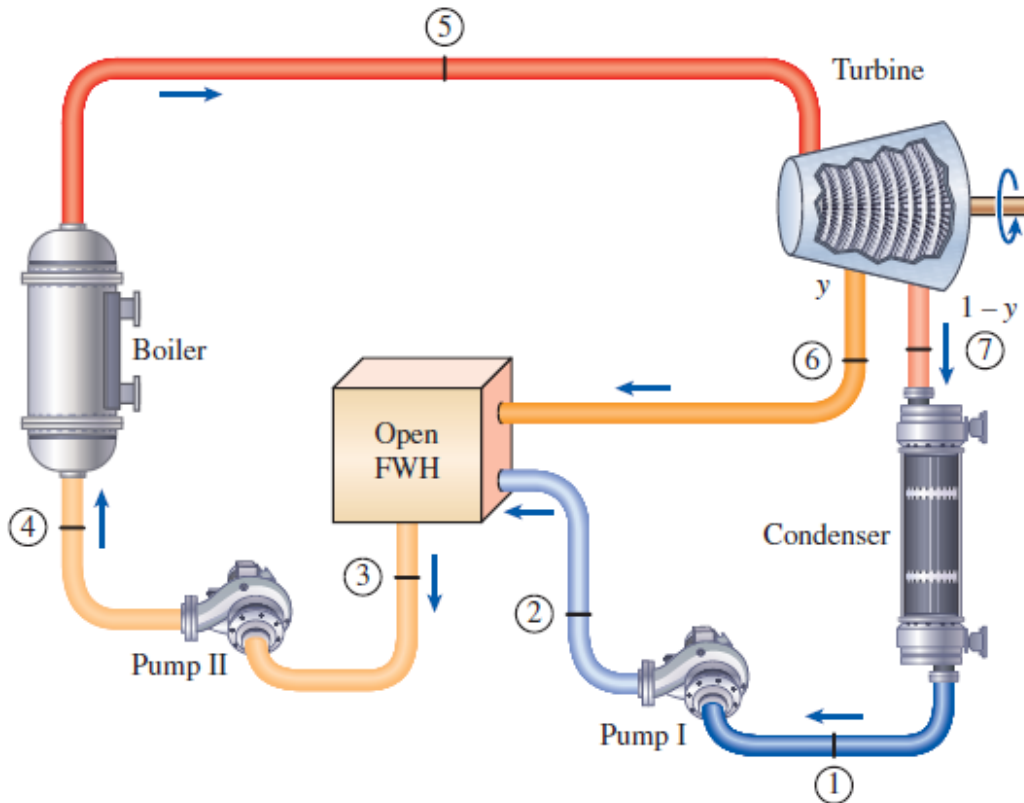 5
Turbine
y
1 – y
Boiler
6
7
Open
FWH
4
Condenser
3
2
Pump II
Pump I
1